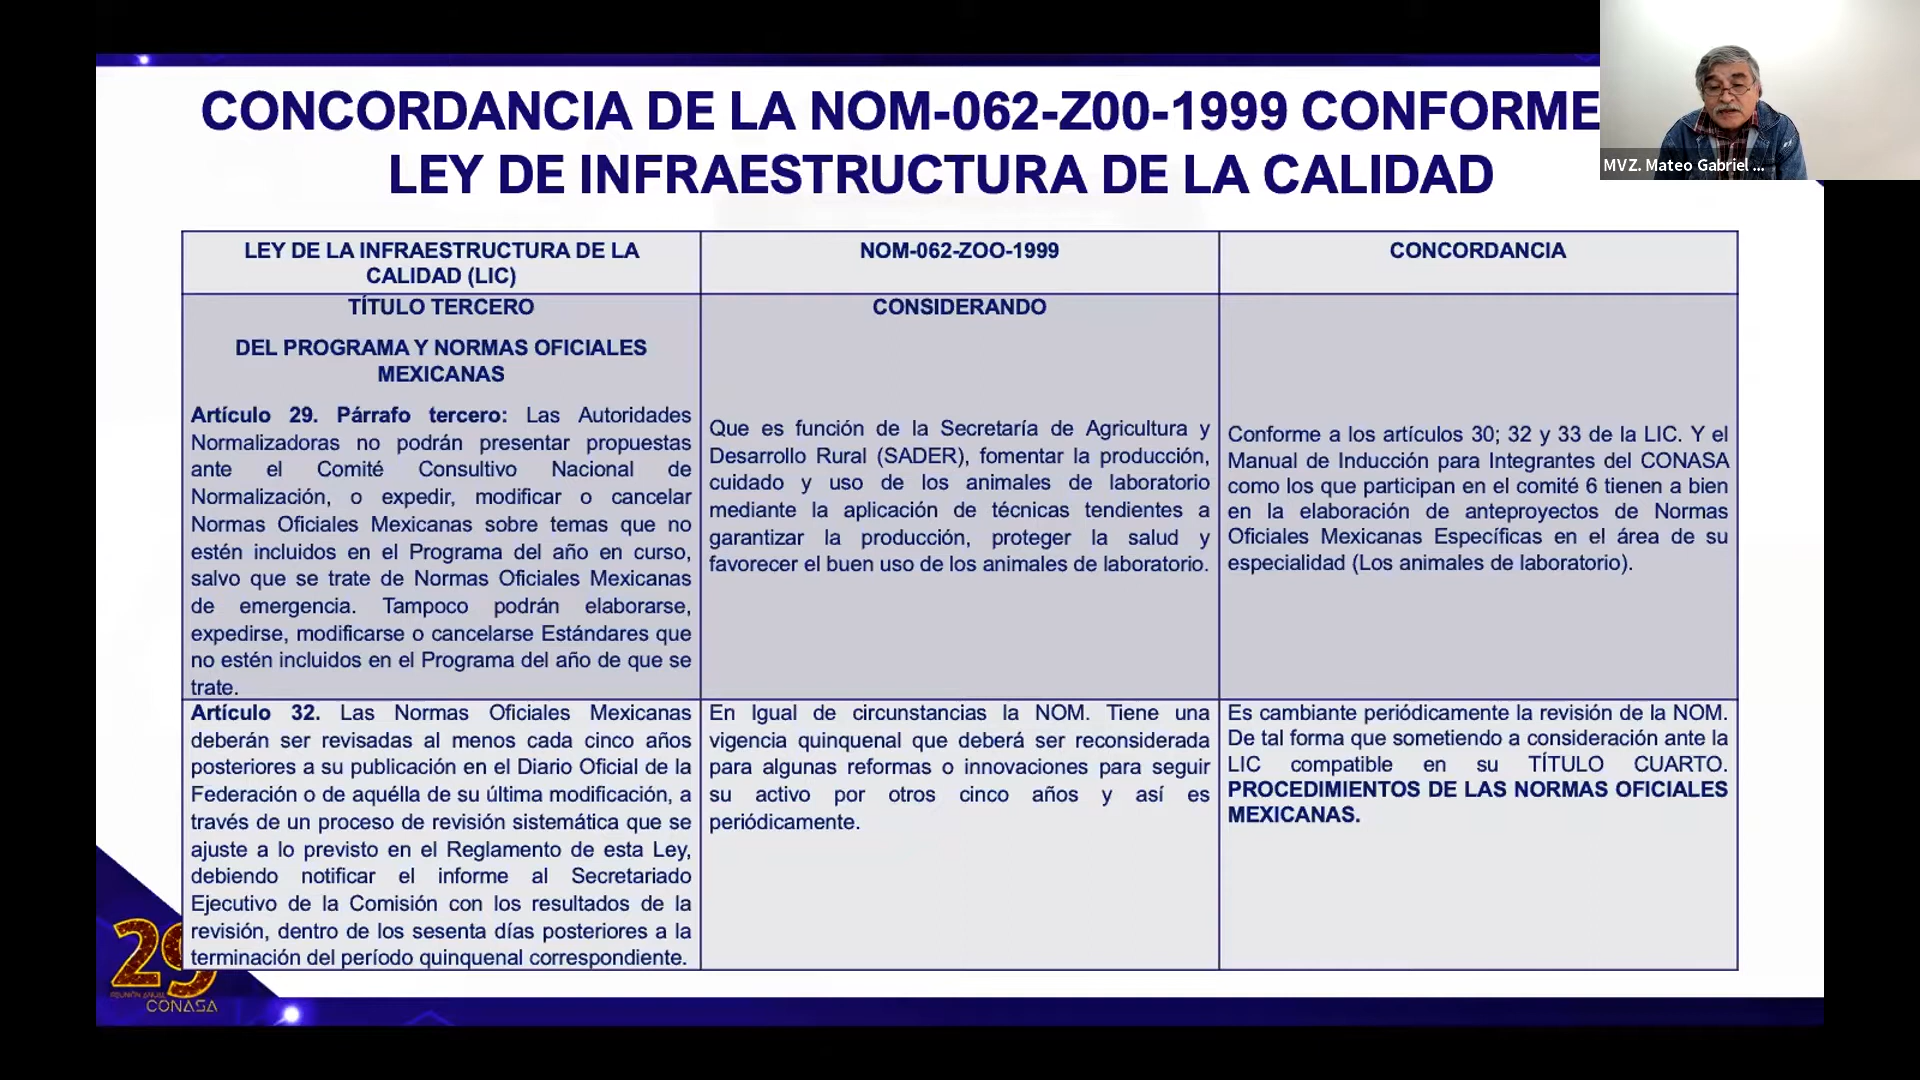 CONCORDANCIA DE LA NOM-062-Z00-1999 CONFORME
LEY DE INFRAESTRUCTURA DE LA CALIDAD
MVZ. Mateo Gabriel ...
LEY DE LA INFRAESTRUCTURA DE LA
CALIDAD (LIC)
NOM-062-ZOO-1999
CONCORDANCIA
TÍTULO TERCERO
DEL PROGRAMA Y NORMAS OFICIALES
MEXICANAS
Artículo 29. Párrafo tercero: Las Autoridades
Normalizadoras no podrán presentar propuestas
ante el Comité Consultivo Nacional de
Normalización, o expedir, modificar o cancelar
Normas Oficiales Mexicanas sobre temas que no
estén incluidos en el Programa del año en curso,
salvo que se trate de Normas Oficiales Mexicanas
de emergencia. Tampoco podrán elaborarse,
expedirse, modificarse o cancelarse Estándares que
no estén incluidos en el Programa del año de que se
trate.
CONSIDERANDO
Que es función de la Secretaría de Agricultura y
Desarrollo Rural (SADER), fomentar la producción,
cuidado y uso de los animales de laboratorio
mediante la aplicación de técnicas tendientes a
garantizar la producción, proteger la salud y
favorecer el buen uso de los animales de laboratorio.
Conforme a los artículos 30; 32 y 33 de la LIC. Y el
Manual de Inducción para Integrantes del CONASA
como los que participan en el comité 6 tienen a bien
en la elaboración de anteproyectos de Normas
Oficiales Mexicanas Específicas en el área de su
especialidad (Los animales de laboratorio).
Artículo 32. Las Normas Oficiales Mexicanas
deberán ser revisadas al menos cada cinco años
posteriores a su publicación en el Diario Oficial de la
Federación o de aquélla de su última modificación, a
través de un proceso de revisión sistemática que se
ajuste a lo previsto en el Reglamento de esta Ley,
debiendo notificar el informe al Secretariado
Ejecutivo de la Comisión con los resultados de la
revisión, dentro de los sesenta días posteriores a la
terminación del período quinquenal correspondiente.
En Igual de circunstancias la NOM. Tiene una
vigencia quinquenal que deberá ser reconsiderada
para algunas reformas o innovaciones para seguir
su activo por otros cinco años y así es
periódicamente.
Es cambiante periódicamente la revisión de la NOM.
De tal forma que sometiendo a consideración ante la
LIC compatible en su TÍTULO CUARTO.
PROCEDIMIENTOS DE LAS NORMAS OFICIALES
MEXICANAS.
29
REUNIÓN ANUAL
CONASA